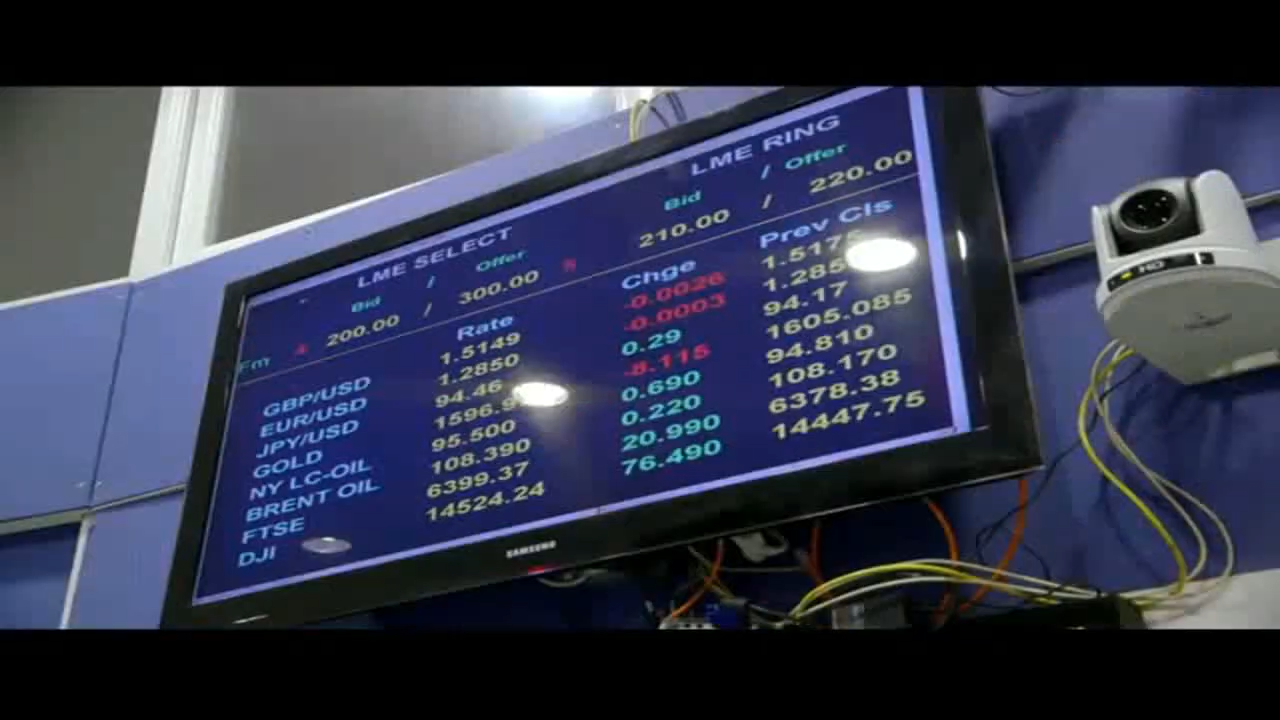 LME SELECT LME RING
Bid / Offer Bid / Offer
Fm 200.00 / 300.00 210.00 / 220.00
Rate Chge Prev Cls
GBP/USD 1.5149 -0.0026 1.5175
EUR/USD 1.2850 -0.0003
JPY/USD 94.46 0.29 94.17
GOLD -8.115 1605.085
NY LC-OIL 95.500 0.690 94.810
BRENT OIL 108.390 0.220 108.170
FTSE 6399.37 20.990 6378.38
DJI 14524.24 76.490 14447.75
SAMSUNG
HD